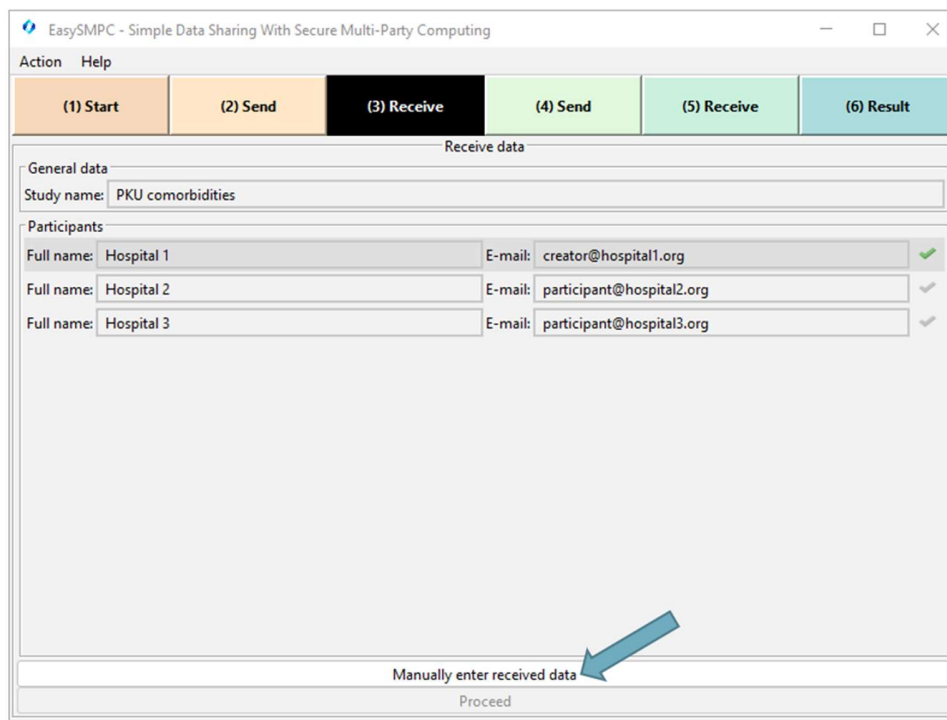 EasySMPC - Simple Data Sharing With Secure Multi-Party Computing
Action Help
(1) Start (2) Send (3) Receive (4) Send (5) Receive (6) Result
Receive data
General data
Study name: PKU comorbidities
Participants
Full name: Hospital 1 E-mail: creator@hospital1.org
Full name: Hospital 2 E-mail: participant@hospital2.org
Full name: Hospital 3 E-mail: participant@hospital3.org
Manually enter received data
Proceed